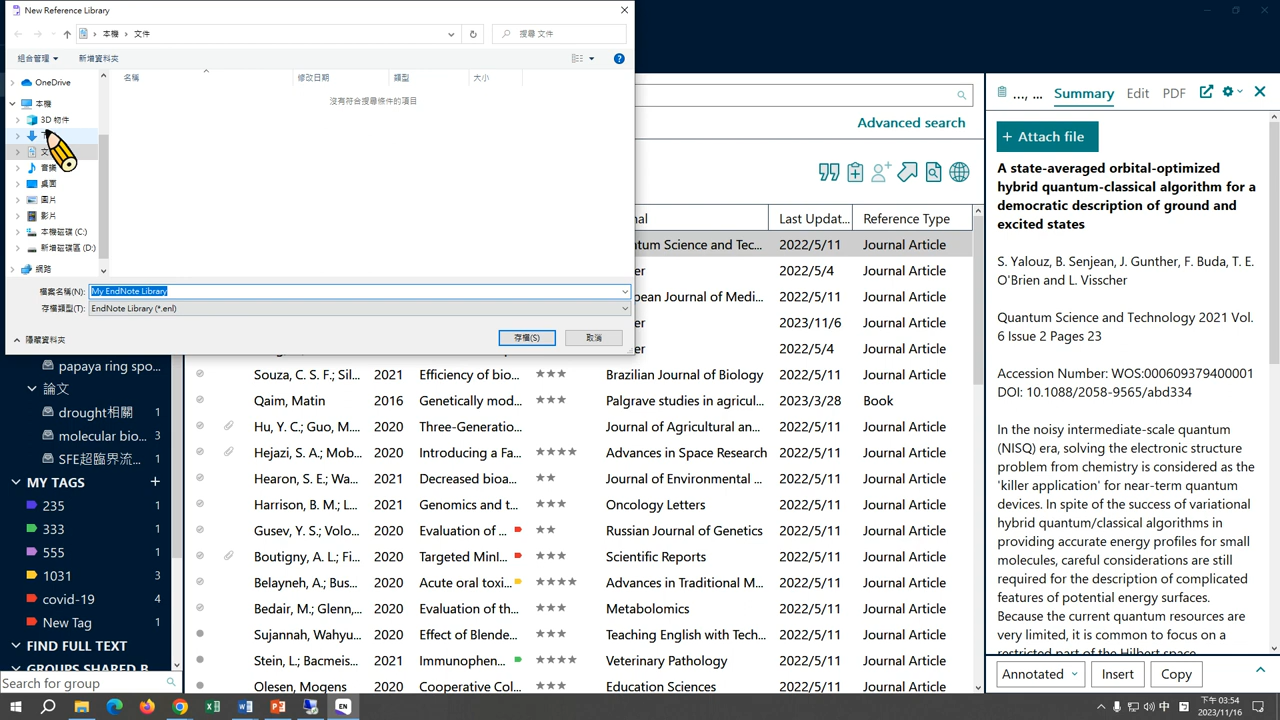 New Reference Library
本機 › 文件
搜尋 文件
組合管理
新增資料夾
OneDrive
本機
3D 物件
音樂
桌面
圖片
影片
本機磁碟 (C:)
新增磁碟區 (D:)
網路
名稱
修改日期
類型
大小
沒有符合搜尋條件的項目
檔案名稱(N):
My EndNote Library
存檔類型(T):
EndNote Library (*.enl)
隱藏資料夾
存檔(S)
取消
papaya ring spo...
論文
drought相關 1
molecular bio... 3
SFE超臨界流... 1
MY TAGS +
235 1
333 1
555 1
1031 3
covid-19 4
New Tag 1
FIND FULL TEXT
GROUPS SHARED B
Search for group
Advanced search
nal Last Updat... Reference Type
ntum Science and Tec... 2022/5/11 Journal Article
er 2022/5/4 Journal Article
pean Journal of Medi... 2022/5/11 Journal Article
er 2023/11/6 Journal Article
er 2022/5/4 Journal Article
Souza, C. S. F.; Sil... 2021 Efficiency of bio... ★★★ Brazilian Journal of Biology 2022/5/11 Journal Article
Qaim, Matin 2016 Genetically mod... ★★★ Palgrave studies in agricul... 2023/3/28 Book
Hu, Y. C.; Guo, M.... 2020 Three-Generatio... ★★★ Journal of Agricultural an... 2022/5/11 Journal Article
Hejazi, S. A.; Mob... 2020 Introducing a Fa... ★★★★ Advances in Space Research 2022/5/11 Journal Article
Hearon, S. E.; Wa... 2020 Decreased bioa... ★★ Journal of Environmental ... 2022/5/11 Journal Article
Harrison, B. M.; L... 2021 Genomics and t... ★★★ Oncology Letters 2022/5/11 Journal Article
Gusev, Y. S.; Volo... 2020 Evaluation of ... ★★ Russian Journal of Genetics 2022/5/11 Journal Article
Boutigny, A. L.; Fi... 2020 Targeted MinI... ★★★ Scientific Reports 2022/5/11 Journal Article
Belayneh, A.; Bus... 2020 Acute oral toxi... ★★★★ Advances in Traditional M... 2022/5/11 Journal Article
Bedair, M.; Glenn,... 2020 Evaluation of th... ★★★ Metabolomics 2022/5/11 Journal Article
Sujannah, Wahyu... 2020 Effect of Blende... ★★★ Teaching English with Tech... 2022/5/11 Journal Article
Stein, L.; Bacmeis... 2021 Immunophen... ★★★★ Veterinary Pathology 2022/5/11 Journal Article
Olesen, Mogens 2020 Cooperative Col... ★★★ Education Sciences 2022/5/11 Journal Article
..., ... Summary Edit PDF
+ Attach file
A state-averaged orbital-optimized
hybrid quantum-classical algorithm for a
democratic description of ground and
excited states
S. Yalouz, B. Senjean, J. Gunther, F. Buda, T. E.
O'Brien and L. Visscher
Quantum Science and Technology 2021 Vol.
6 Issue 2 Pages 23
Accession Number: WOS:000609379400001
DOI: 10.1088/2058-9565/abd334
In the noisy intermediate-scale quantum
(NISQ) era, solving the electronic structure
problem from chemistry is considered as the
'killer application' for near-term quantum
devices. In spite of the success of variational
hybrid quantum/classical algorithms in
providing accurate energy profiles for small
molecules, careful considerations are still
required for the description of complicated
features of potential energy surfaces.
Because the current quantum resources are
very limited, it is common to focus on a
restricted part of the Hilbert space
Annotated Insert Copy
EN
中
下午 03:54
2023/11/16